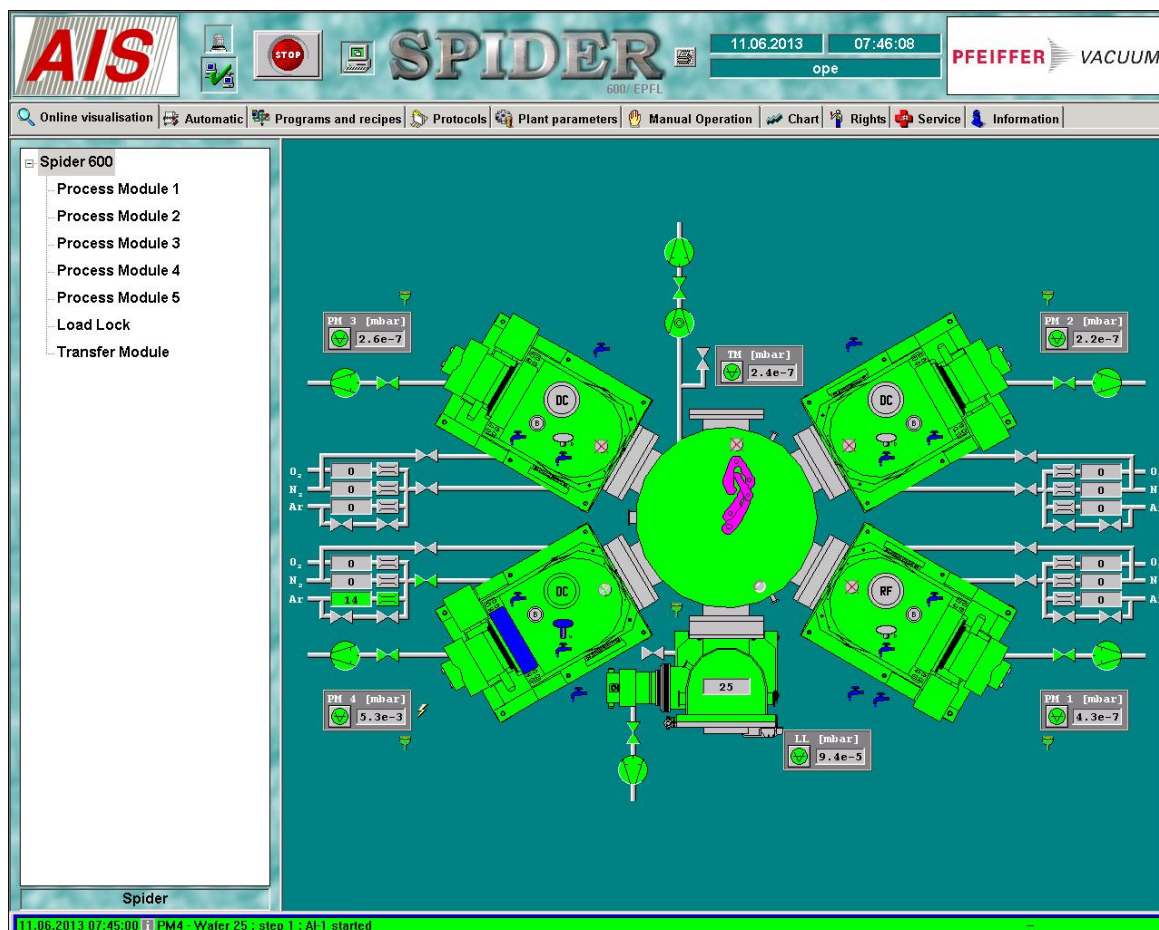 AIS
STOP
SPIDER
600/ EPFL
11.06.2013 07:46:08
ope
PFEIFFER VACUUM
Online visualisation Automatic Programs and recipes Protocols Plant parameters Manual Operation Chart Rights Service Information
Spider 600
Process Module 1
Process Module 2
Process Module 3
Process Module 4
Process Module 5
Load Lock
Transfer Module
Spider
PM 3 [mbar]
2.6e-7
PM 2 [mbar]
2.2e-7
TM [mbar]
2.4e-7
DC
B
DC
B
O₂ 0
N₂ 0
Ar 0
0 O
0 N
0 Ar
O₂ 0
N₂ 0
Ar 14
0 O
0 N
0 Ar
DC
B
RF
B
25
PM 4 [mbar]
5.3e-3
PM 1 [mbar]
4.3e-7
LL [mbar]
9.4e-5
11.06.2013 07:45:00 i PM4 - Wafer 25 : step 1 : Al-1 started